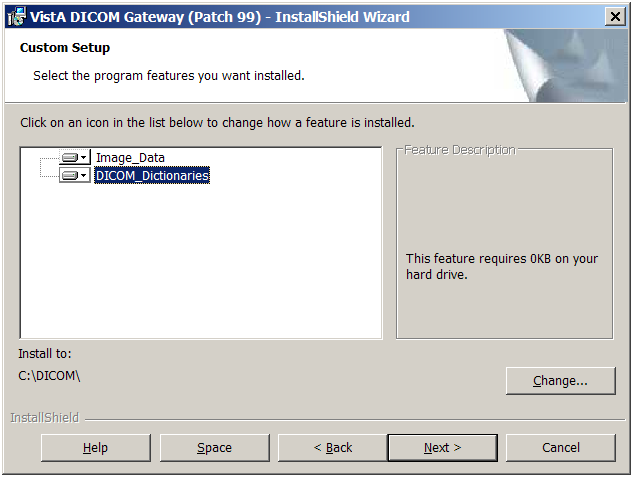 VistA DICOM Gateway (Patch 99) - InstallShield Wizard
Custom Setup
Select the program features you want installed.
Click on an icon in the list below to change how a feature is installed.
Image_Data
DICOM_Dictionaries
Feature Description
This feature requires 0KB on your
hard drive.
Install to:
C:\DICOM\
Change...
InstallShield
Help
Space
< Back
Next >
Cancel